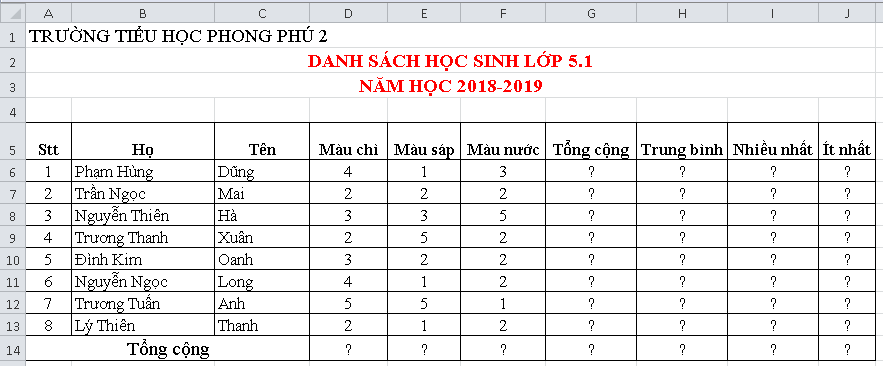 A B C D E F G H I J
1 TRƯỜNG TIỂU HỌC PHONG PHÚ 2
2 DANH SÁCH HỌC SINH LỚP 5.1
3 NĂM HỌC 2018-2019
4
5 Stt Họ Tên Màu chì Màu sáp Màu nước Tổng cộng Trung bình Nhiều nhất Ít nhất
6 1 Phạm Hùng Dũng 4 1 3 ? ? ? ?
7 2 Trần Ngọc Mai 2 2 2 ? ? ? ?
8 3 Nguyễn Thiên Hà 3 3 5 ? ? ? ?
9 4 Trương Thanh Xuân 2 5 2 ? ? ? ?
10 5 Đình Kim Oanh 3 2 2 ? ? ? ?
11 6 Nguyễn Ngọc Long 4 1 2 ? ? ? ?
12 7 Trương Tuấn Anh 5 5 1 ? ? ? ?
13 8 Lý Thiên Thanh 2 1 2 ? ? ? ?
14 Tổng cộng ? ? ? ? ? ? ?